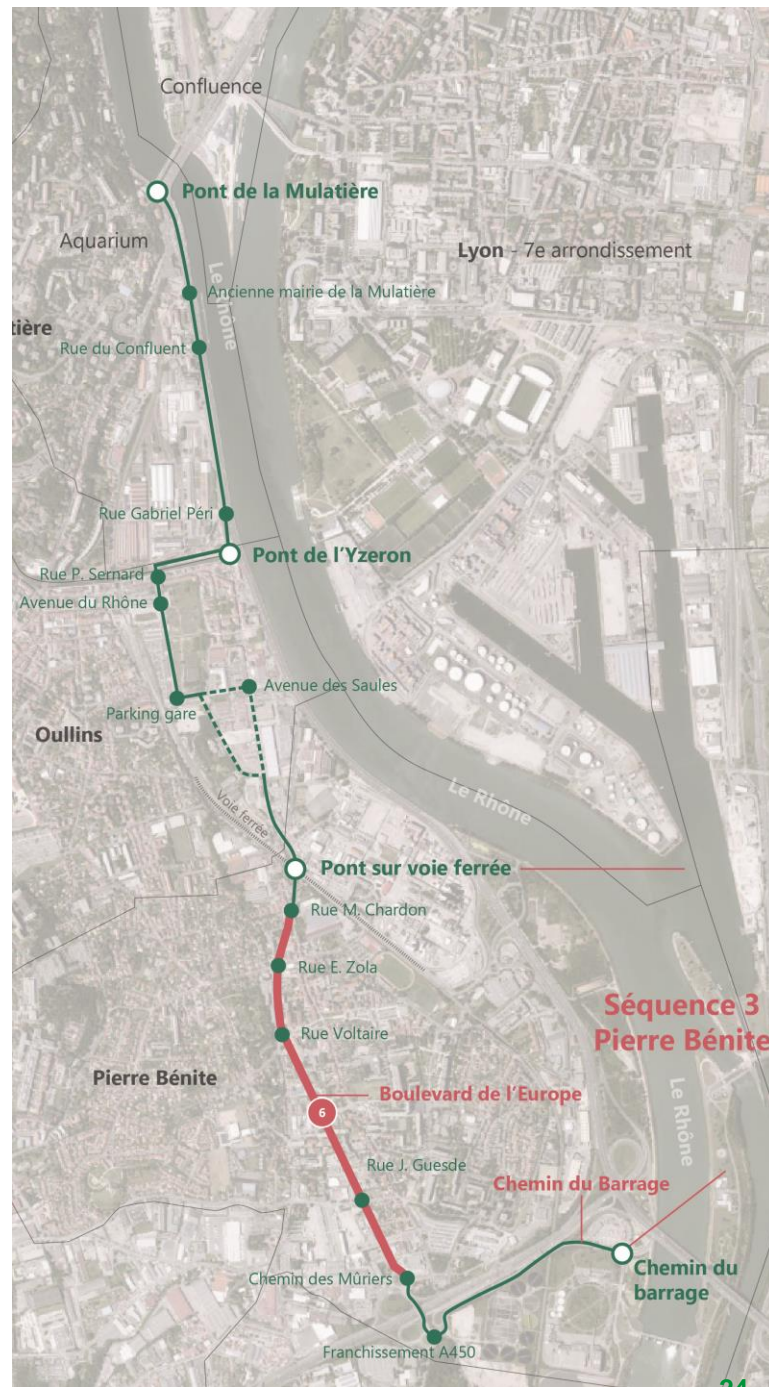 Confluence
Pont de la Mulatière
Aquarium
Lyon - 7e arrondissement
Le Rhône
Ancienne mairie de la Mulatière
tière
Rue du Confluent
Rue Gabriel Péri
Pont de l'Yzeron
Rue P. Sernard
Avenue du Rhône
Avenue des Saules
Parking gare
Oullins
Voie ferrée
Le Rhône
Pont sur voie ferrée
Rue M. Chardon
Rue E. Zola
Séquence 3
Pierre Bénite
Rue Voltaire
Pierre Bénite
Boulevard de l'Europe
6
Le Rhône
Rue J. Guesde
Chemin du Barrage
Chemin des Mûriers
Chemin du
barrage
Franchissement A450
24